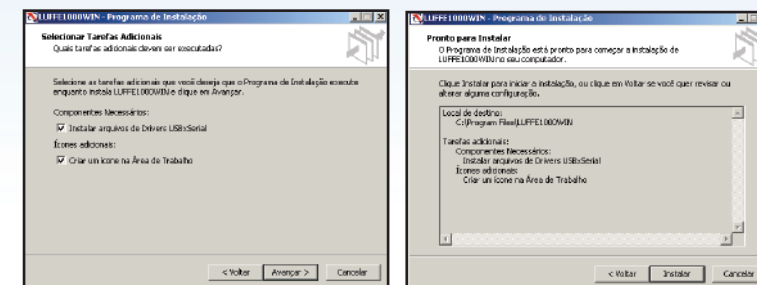 LUFFE1000WIN - Programa de Instalação
Selecionar Tarefas Adicionais
Quais tarefas adicionais devem ser executadas?
Selecione as tarefas adicionais que você deseja que o Programa de Instalação execute
enquanto instala LUFFE1000WIN e clique em Avançar.
Componentes Necessários:
Instalar arquivos de Drivers USBxSerial
Ícones adicionais:
Criar um ícone na Área de Trabalho
< Voltar
Avançar >
Cancelar
LUFFE1000WIN - Programa de Instalação
Pronto para Instalar
O Programa de Instalação está pronto para começar a instalação de
LUFFE1000WIN no seu computador.
Clique Instalar para iniciar a instalação, ou clique em Voltar se você quer revisar ou
alterar alguma configuração.
Local de destino:
C:\Program Files\LUFFE1000WIN
Tarefas adicionais:
Componentes Necessários:
Instalar arquivos de Drivers USBxSerial
Ícones adicionais:
Criar um ícone na Área de Trabalho
< Voltar
Instalar
Cancelar